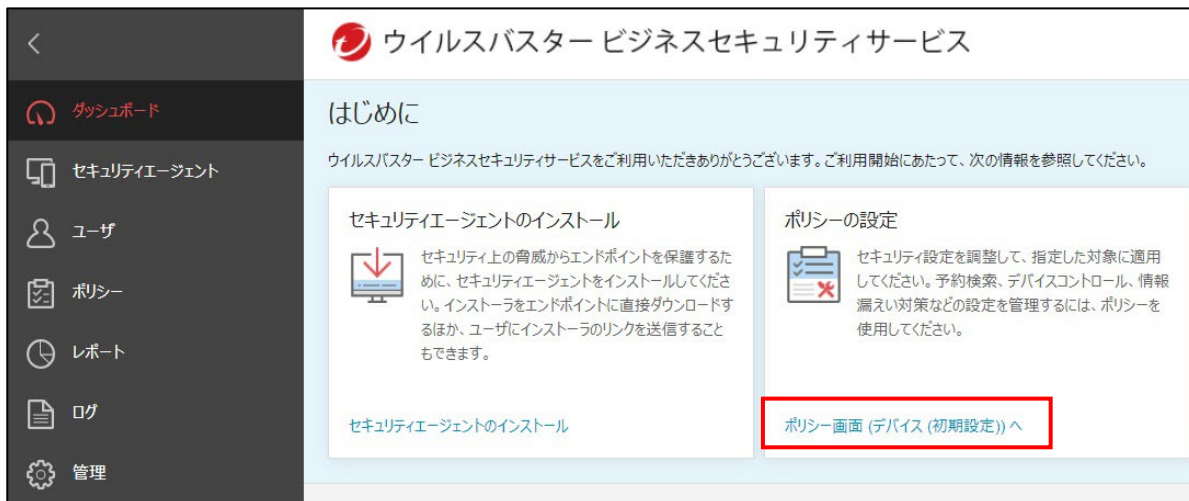 ウイルスバスター ビジネスセキュリティサービス
ダッシュボード
セキュリティエージェント
ユーザ
ポリシー
レポート
ログ
管理
はじめに
ウイルスバスター ビジネスセキュリティサービスをご利用いただきありがとうございます。ご利用開始にあたって、次の情報を参照してください。
セキュリティエージェントのインストール
セキュリティ上の脅威からエンドポイントを保護するた
めに、セキュリティエージェントをインストールしてくださ
い。インストーラをエンドポイントに直接ダウンロードす
るほか、ユーザにインストーラのリンクを送信すること
もできます。
セキュリティエージェントのインストール
ポリシーの設定
セキュリティ設定を調整して、指定した対象に適用
してください。予約検索、デバイスコントロール、情報
漏えい対策などの設定を管理するには、ポリシーを
使用してください。
ポリシー画面 (デバイス (初期設定)) へ